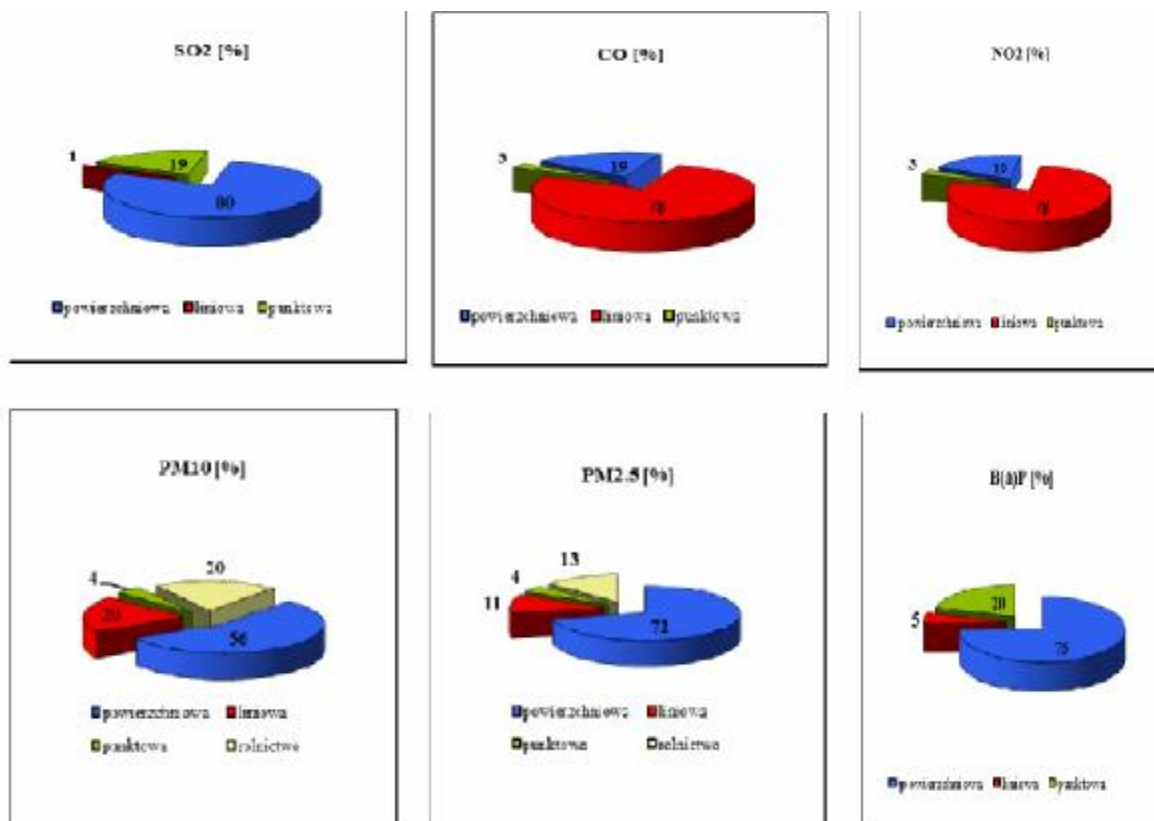 SO2 [%]
1
19
80
powierzchniowa liniowa punktowa
CO [%]
3
19
78
powierzchniowa liniowa punktowa
NO2 [%]
3
19
78
powierzchniowa liniowa punktowa
PM10 [%]
4
20
20
56
powierzchniowa liniowa
punktowa rolnictwo
PM2.5 [%]
13
4
11
72
powierzchniowa liniowa
punktowa rolnictwo
B(a)P [%]
20
5
75
powierzchniowa liniowa punktowa